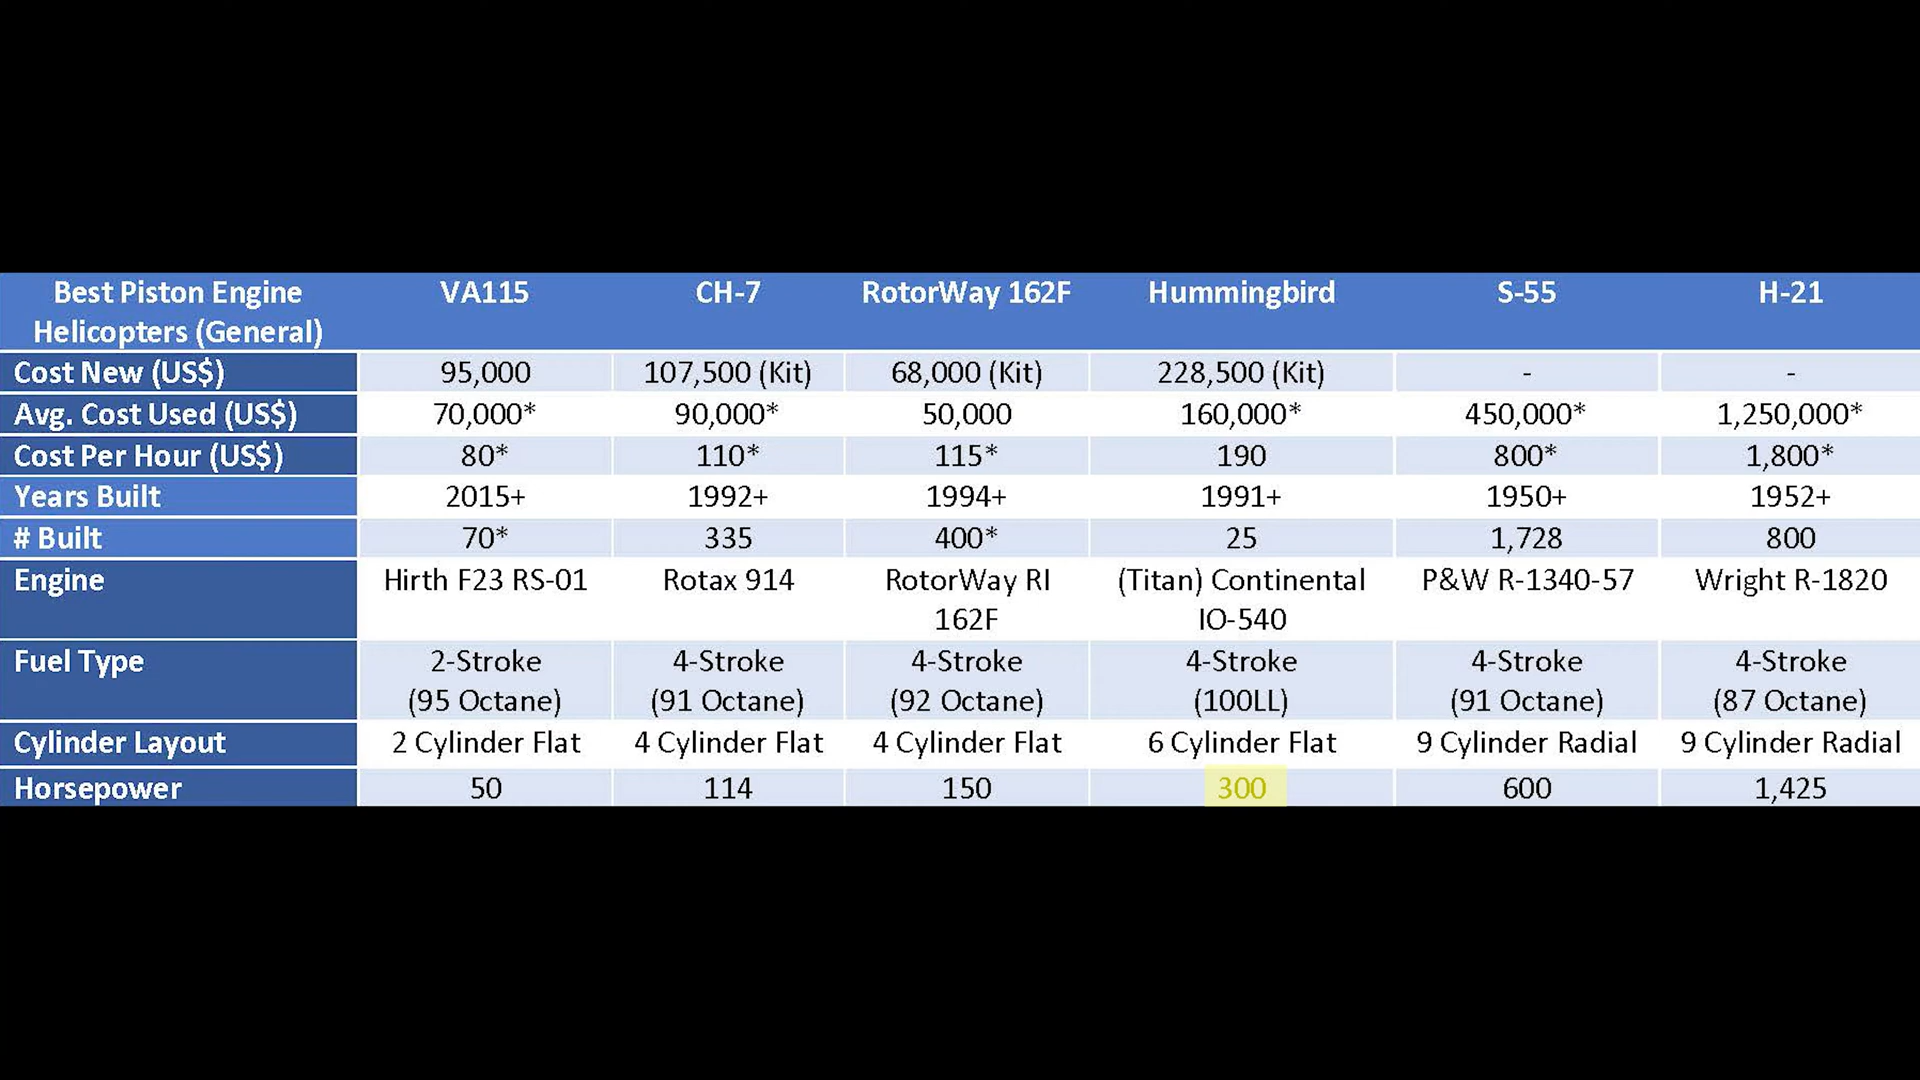 Best Piston Engine Helicopters (General) VA115 CH-7 RotorWay 162F Hummingbird S-55 H-21
Cost New (US$) 95,000 107,500 (Kit) 68,000 (Kit) 228,500 (Kit) - -
Avg. Cost Used (US$) 70,000* 90,000* 50,000 160,000* 450,000* 1,250,000*
Cost Per Hour (US$) 80* 110* 115* 190 800* 1,800*
Years Built 2015+ 1992+ 1994+ 1991+ 1950+ 1952+
# Built 70* 335 400* 25 1,728 800
Engine Hirth F23 RS-01 Rotax 914 RotorWay RI 162F (Titan) Continental IO-540 P&W R-1340-57 Wright R-1820
Fuel Type 2-Stroke (95 Octane) 4-Stroke (91 Octane) 4-Stroke (92 Octane) 4-Stroke (100LL) 4-Stroke (91 Octane) 4-Stroke (87 Octane)
Cylinder Layout 2 Cylinder Flat 4 Cylinder Flat 4 Cylinder Flat 6 Cylinder Flat 9 Cylinder Radial 9 Cylinder Radial
Horsepower 50 114 150 300 600 1,425